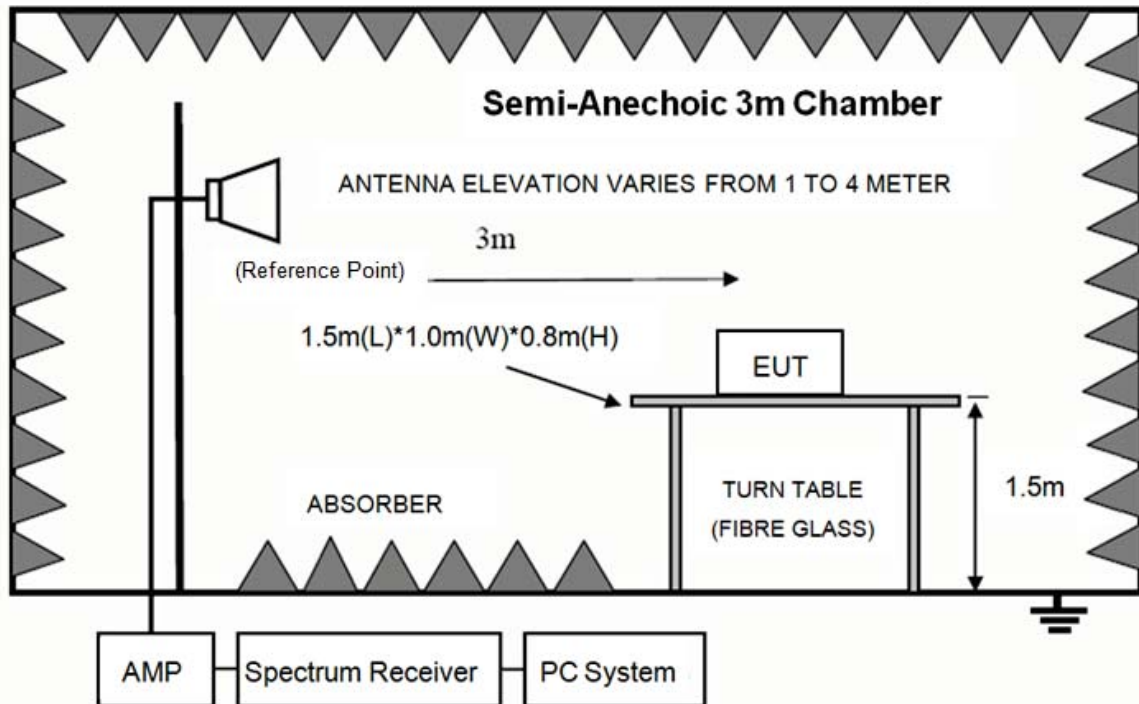 Semi-Anechoic 3m Chamber
ANTENNA ELEVATION VARIES FROM 1 TO 4 METER
3m
(Reference Point)
1.5m(L)*1.0m(W)*0.8m(H)
EUT
TURN TABLE
(FIBRE GLASS)
1.5m
ABSORBER
AMP
Spectrum Receiver
PC System